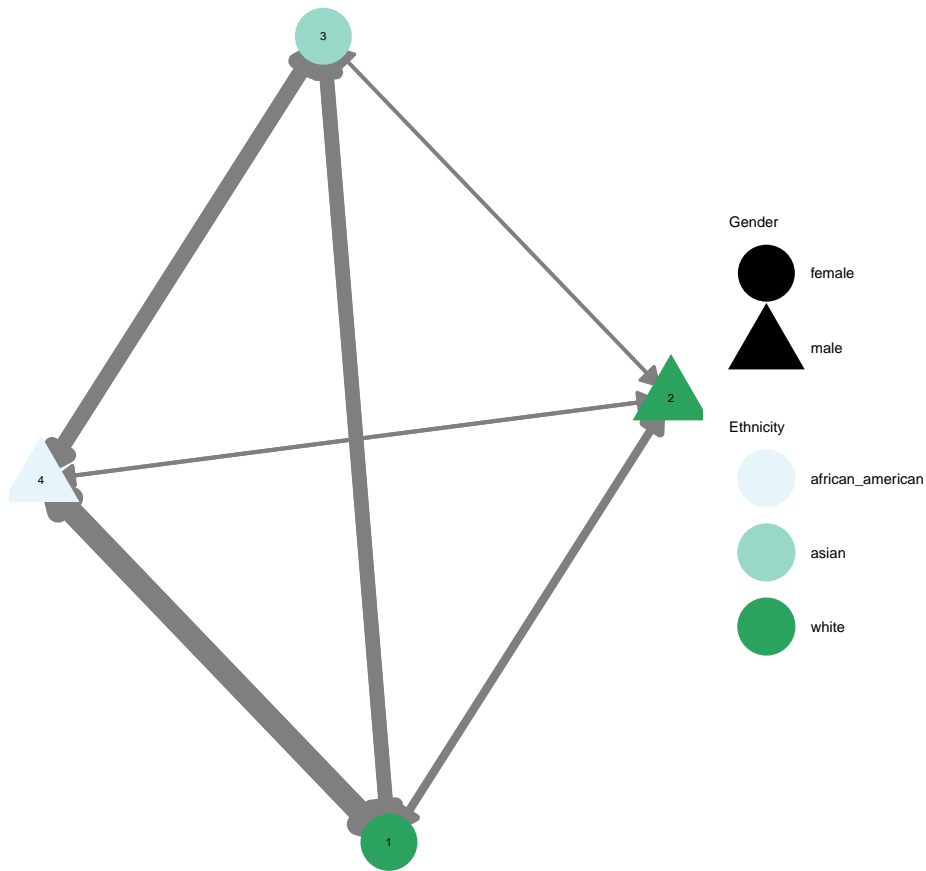 3
Gender
female
male
2
Ethnicity
4
african_american
asian
white
1